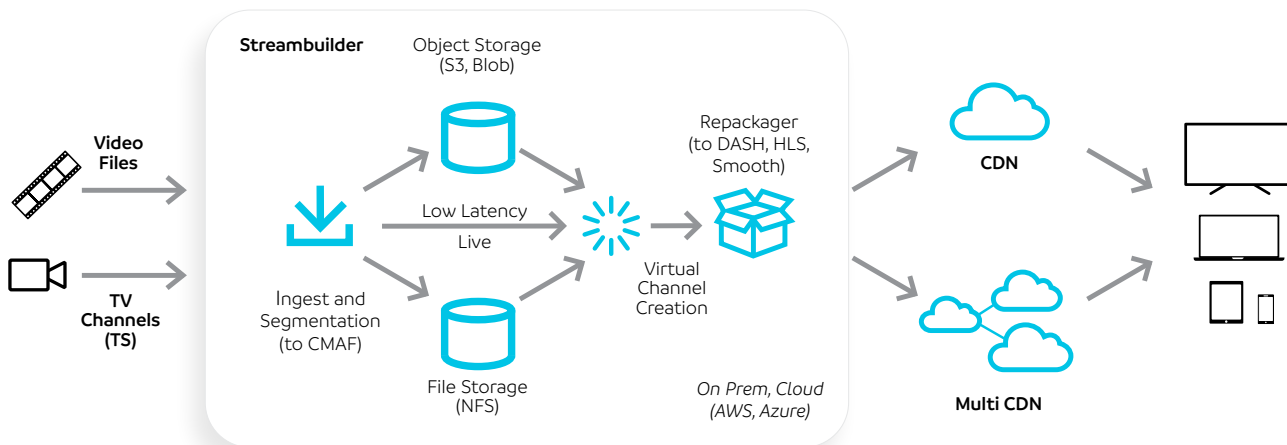 Streambuilder
Object Storage
(S3, Blob)
Video
Files
TV
Channels
(TS)
Ingest and
Segmentation
(to CMAF)
Low Latency
Live
File Storage
(NFS)
Virtual
Channel
Creation
Repackager
(to DASH, HLS,
Smooth)
On Prem, Cloud
(AWS, Azure)
CDN
Multi CDN